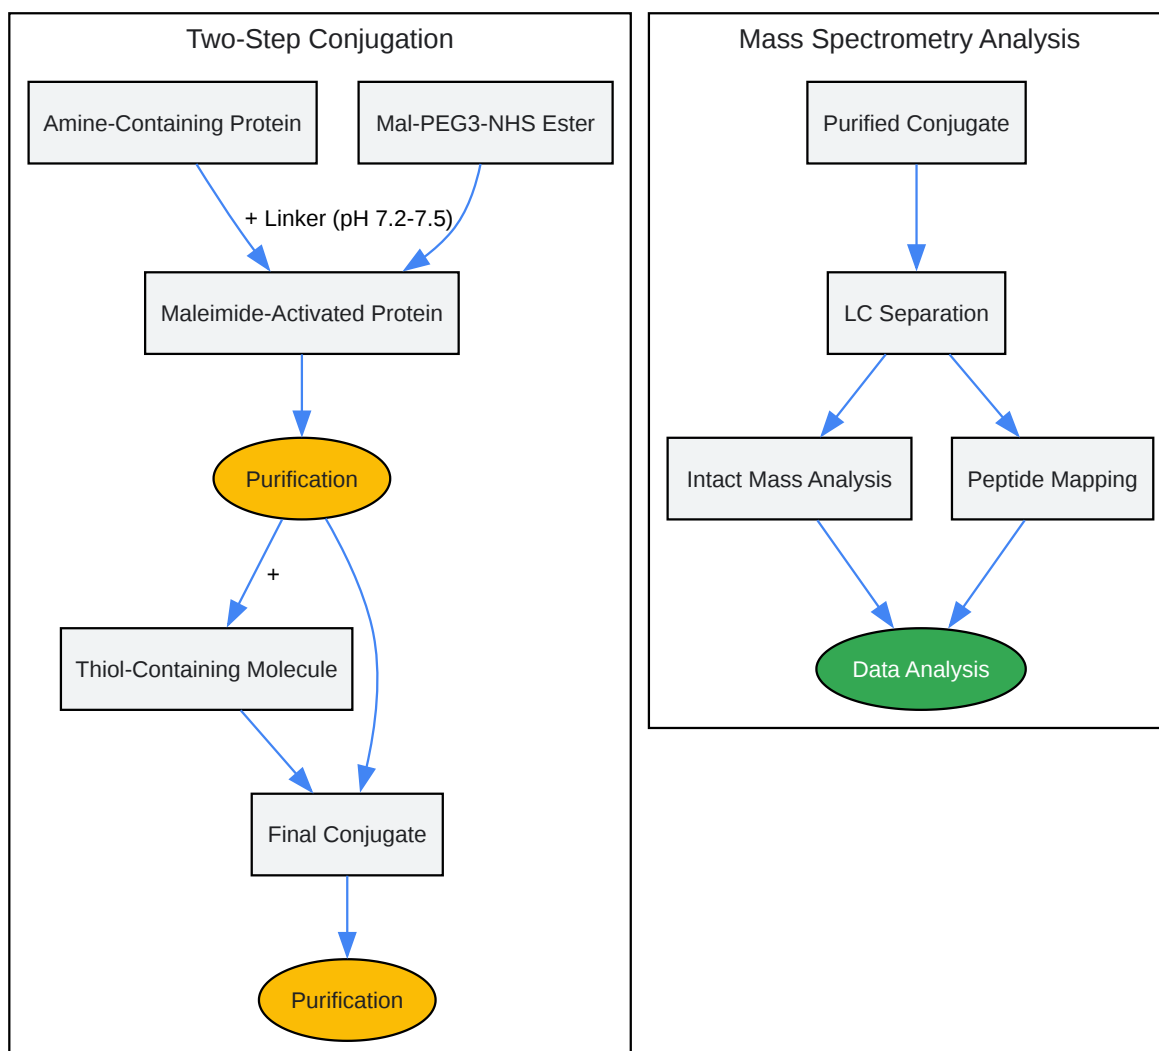 Two-Step Conjugation
Amine-Containing Protein
Mal-PEG3-NHS Ester
+ Linker (pH 7.2-7.5)
Maleimide-Activated Protein
Purification
+
Thiol-Containing Molecule
Final Conjugate
Purification
Mass Spectrometry Analysis
Purified Conjugate
LC Separation
Intact Mass Analysis
Peptide Mapping
Data Analysis